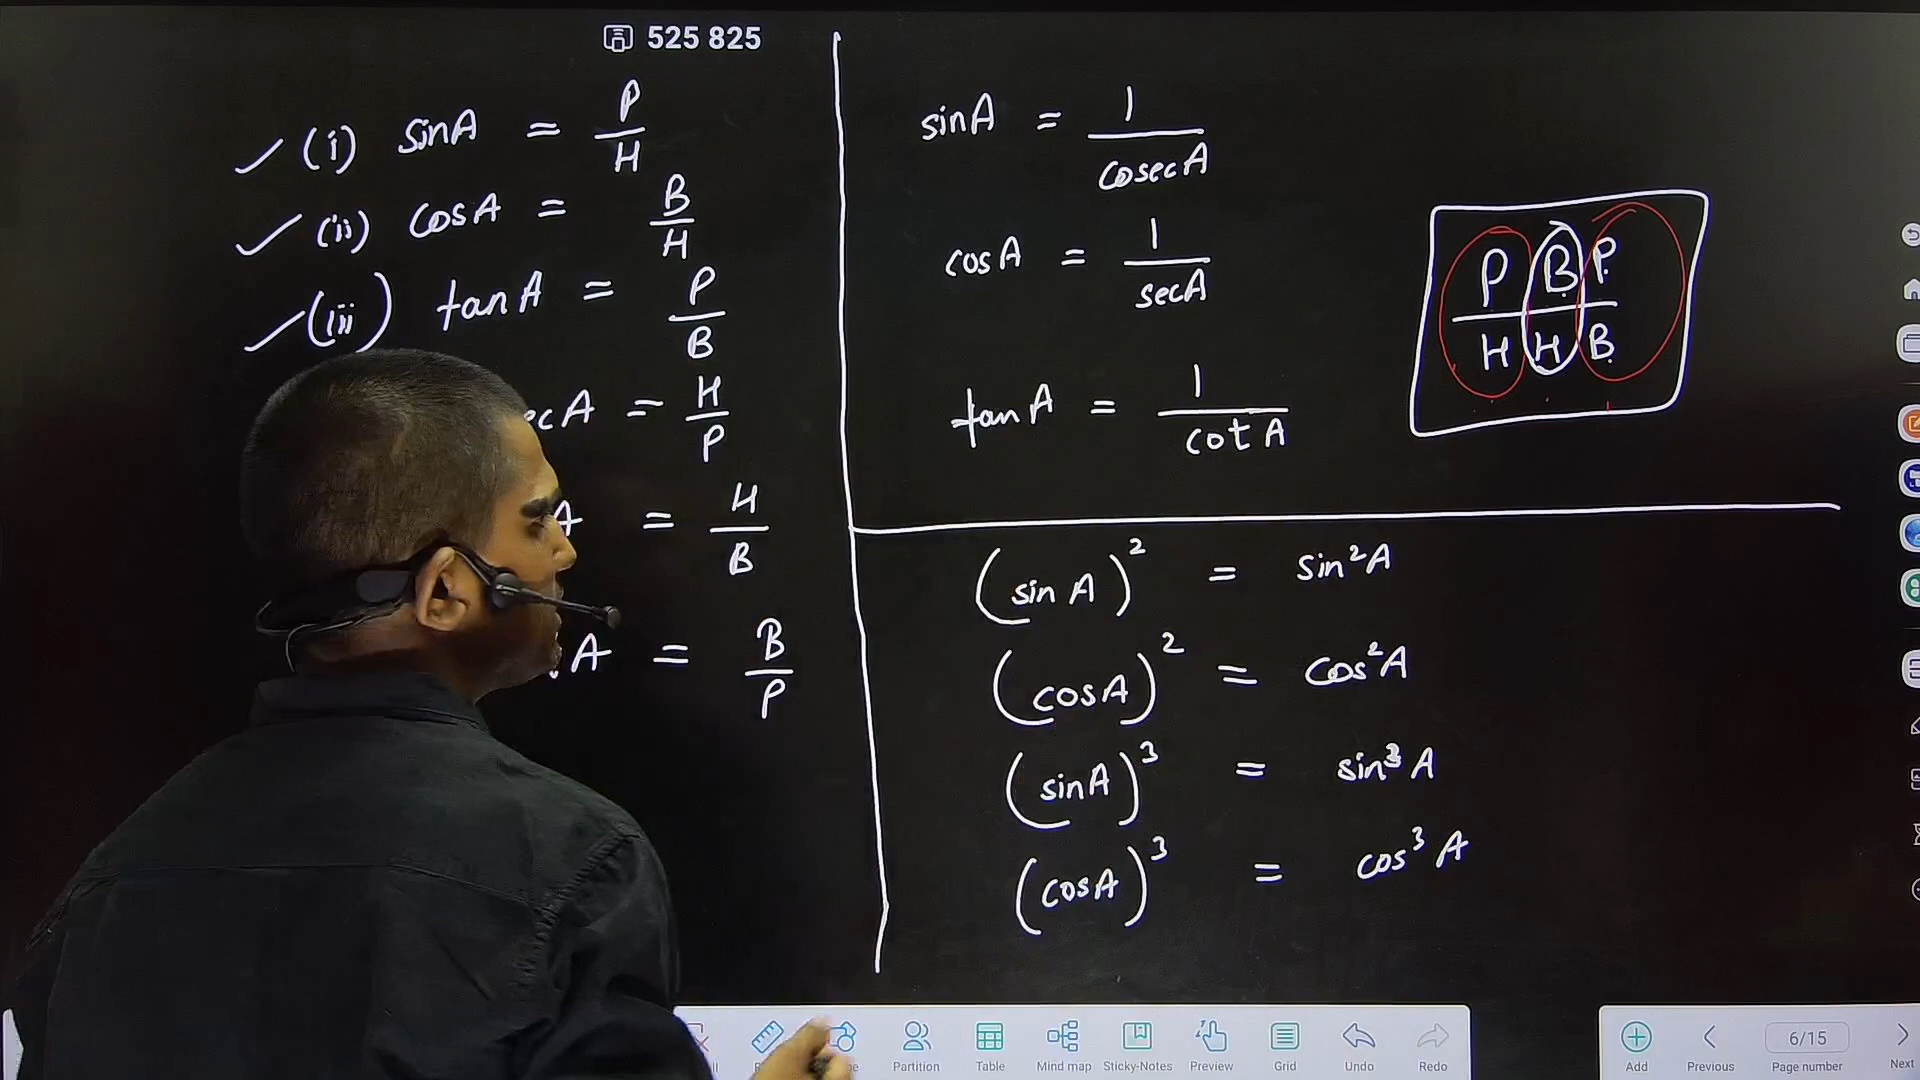 525 825
(i) sinA = P/H
(ii) cosA = B/H
(iii) tanA = P/B
ecA = H/P
A = H/B
.A = B/P
sinA = 1/cosecA
cosA = 1/secA
tanA = 1/cotA
P B P
H H B
(sinA)² = sin²A
(cosA)² = cos²A
(sinA)³ = sin³A
(cosA)³ = cos³A
Partition Table Mind map Sticky-Notes Preview Grid Undo Redo
Add Previous 6/15 Page number Next